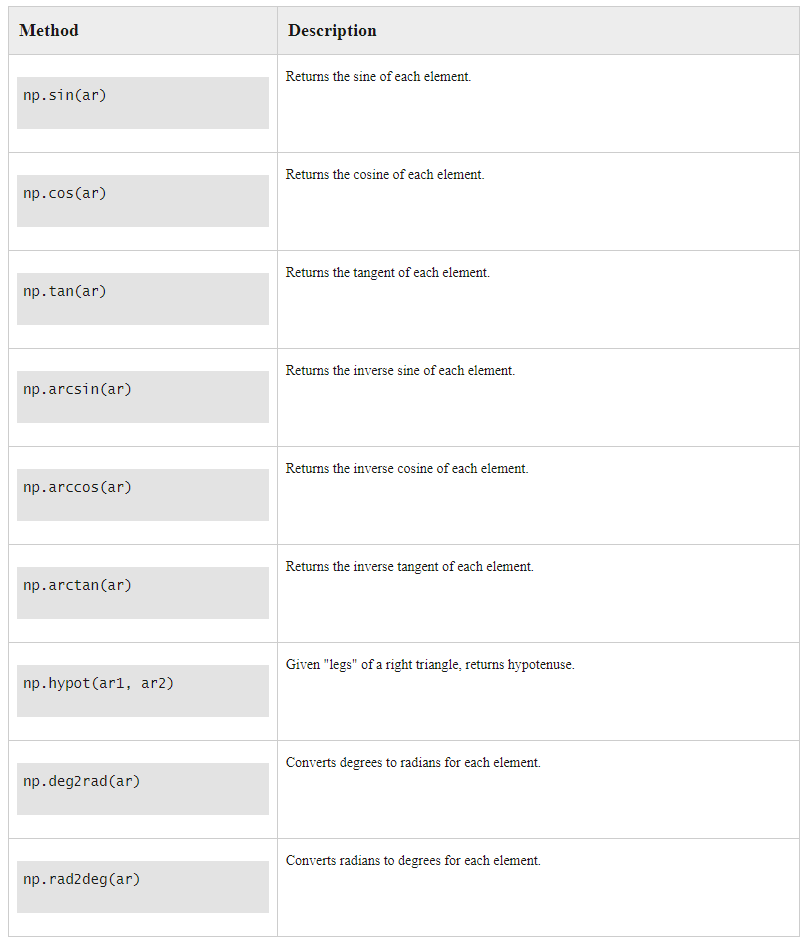 Method Description
np.sin(ar) Returns the sine of each element.
np.cos(ar) Returns the cosine of each element.
np.tan(ar) Returns the tangent of each element.
np.arcsin(ar) Returns the inverse sine of each element.
np.arccos(ar) Returns the inverse cosine of each element.
np.arctan(ar) Returns the inverse tangent of each element.
np.hypot(ar1, ar2) Given "legs" of a right triangle, returns hypotenuse.
np.deg2rad(ar) Converts degrees to radians for each element.
np.rad2deg(ar) Converts radians to degrees for each element.